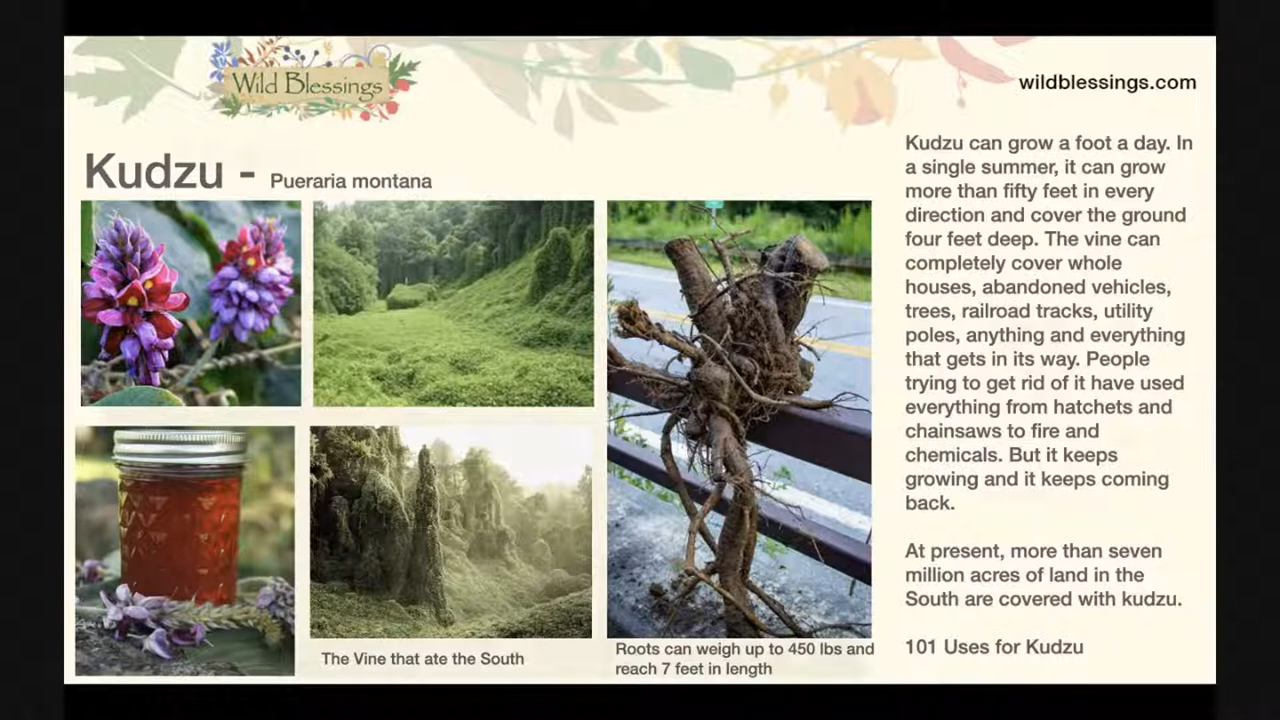 Wild Blessings
wildblessings.com
Kudzu - Pueraria montana
Kudzu can grow a foot a day. In
a single summer, it can grow
more than fifty feet in every
direction and cover the ground
four feet deep. The vine can
completely cover whole
houses, abandoned vehicles,
trees, railroad tracks, utility
poles, anything and everything
that gets in its way. People
trying to get rid of it have used
everything from hatchets and
chainsaws to fire and
chemicals. But it keeps
growing and it keeps coming
back.
At present, more than seven
million acres of land in the
South are covered with kudzu.
101 Uses for Kudzu
The Vine that ate the South
Roots can weigh up to 450 lbs and
reach 7 feet in length